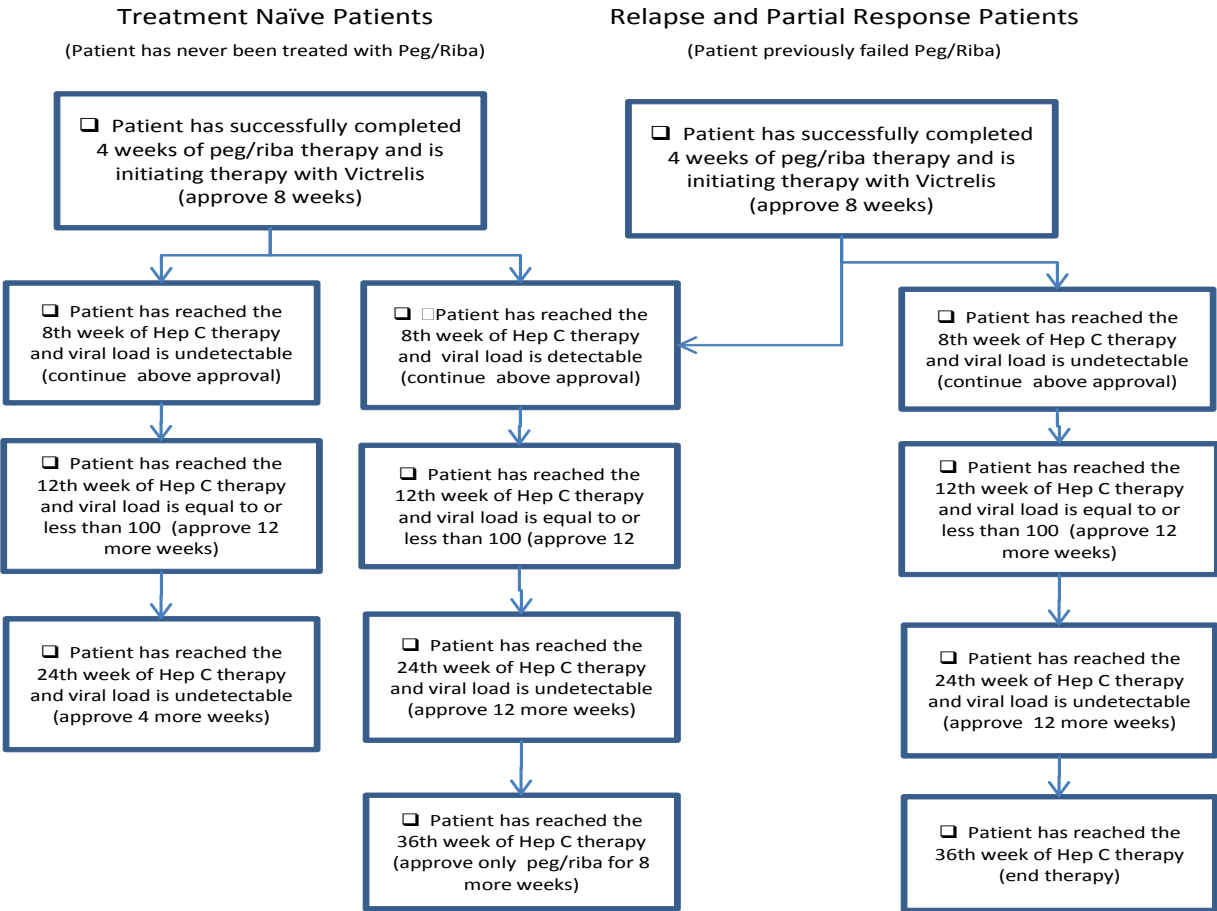 Treatment Naïve Patients
(Patient has never been treated with Peg/Riba)
Relapse and Partial Response Patients
(Patient previously failed Peg/Riba)
❑ Patient has successfully completed
4 weeks of peg/riba therapy and is
initiating therapy with Victrelis
(approve 8 weeks)
❑ Patient has successfully completed
4 weeks of peg/riba therapy and is
initiating therapy with Victrelis
(approve 8 weeks)
❑ Patient has reached the
8th week of Hep C therapy
and viral load is undetectable
(continue above approval)
❑ □Patient has reached the
8th week of Hep C therapy
and viral load is detectable
(continue above approval)
❑ Patient has reached the
8th week of Hep C therapy
and viral load is undetectable
(continue above approval)
❑ Patient has reached the
12th week of Hep C therapy
and viral load is equal to or
less than 100 (approve 12
more weeks)
❑ Patient has reached the
12th week of Hep C therapy
and viral load is equal to or
less than 100 (approve 12
❑ Patient has reached the
12th week of Hep C therapy
and viral load is equal to or
less than 100 (approve 12
more weeks)
❑ Patient has reached the
24th week of Hep C therapy
and viral load is undetectable
(approve 4 more weeks)
❑ Patient has reached the
24th week of Hep C therapy
and viral load is undetectable
(approve 12 more weeks)
❑ Patient has reached the
24th week of Hep C therapy
and viral load is undetectable
(approve 12 more weeks)
❑ Patient has reached the
36th week of Hep C therapy
(approve only peg/riba for 8
more weeks)
❑ Patient has reached the
36th week of Hep C therapy
(end therapy)